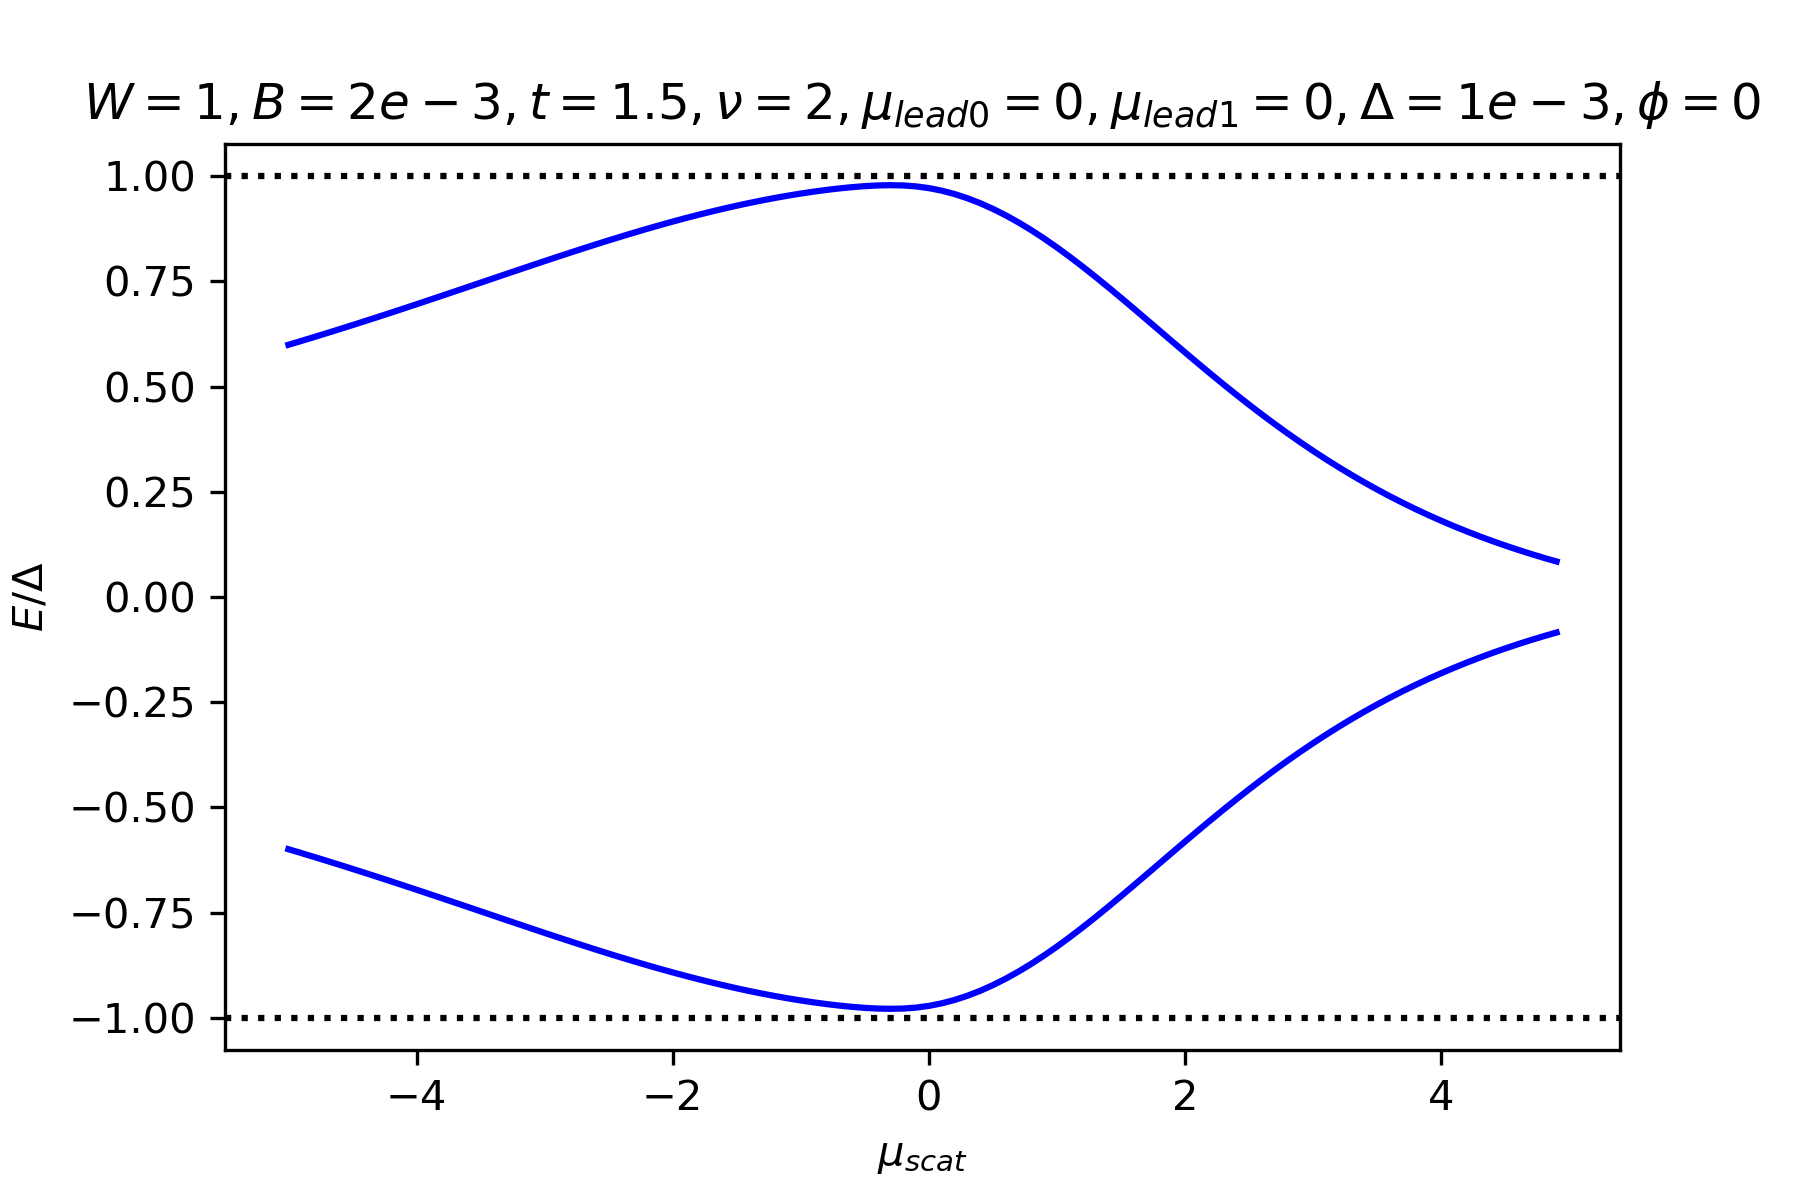 W = 1, B = 2e − 3, t = 1.5, ν = 2, μ_lead0 = 0, μ_lead1 = 0, Δ = 1e − 3, ϕ = 0
1.00
0.75
0.50
0.25
0.00
−0.25
−0.50
−0.75
−1.00
E/Δ
−4 −2 0 2 4
μ_scat